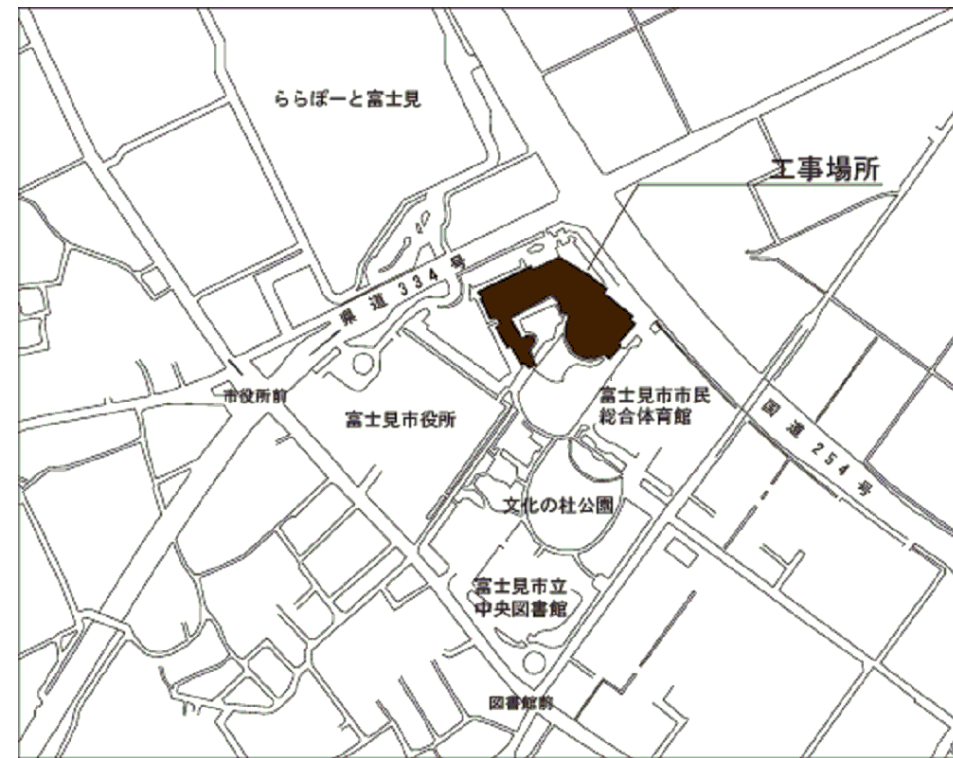 ららぽーと富士見
工事場所
県道334号
市役所前
富士見市役所
富士見市市民
総合体育館
国道254号
文化の杜公園
富士見市立
中央図書館
図書館前